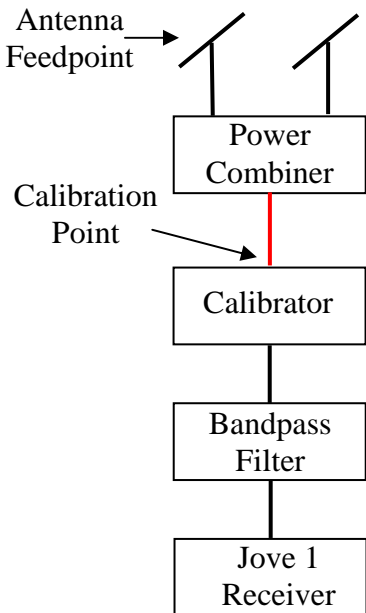 Antenna
Feedpoint
Power
Combiner
Calibration
Point
Calibrator
Bandpass
Filter
Jove 1
Receiver